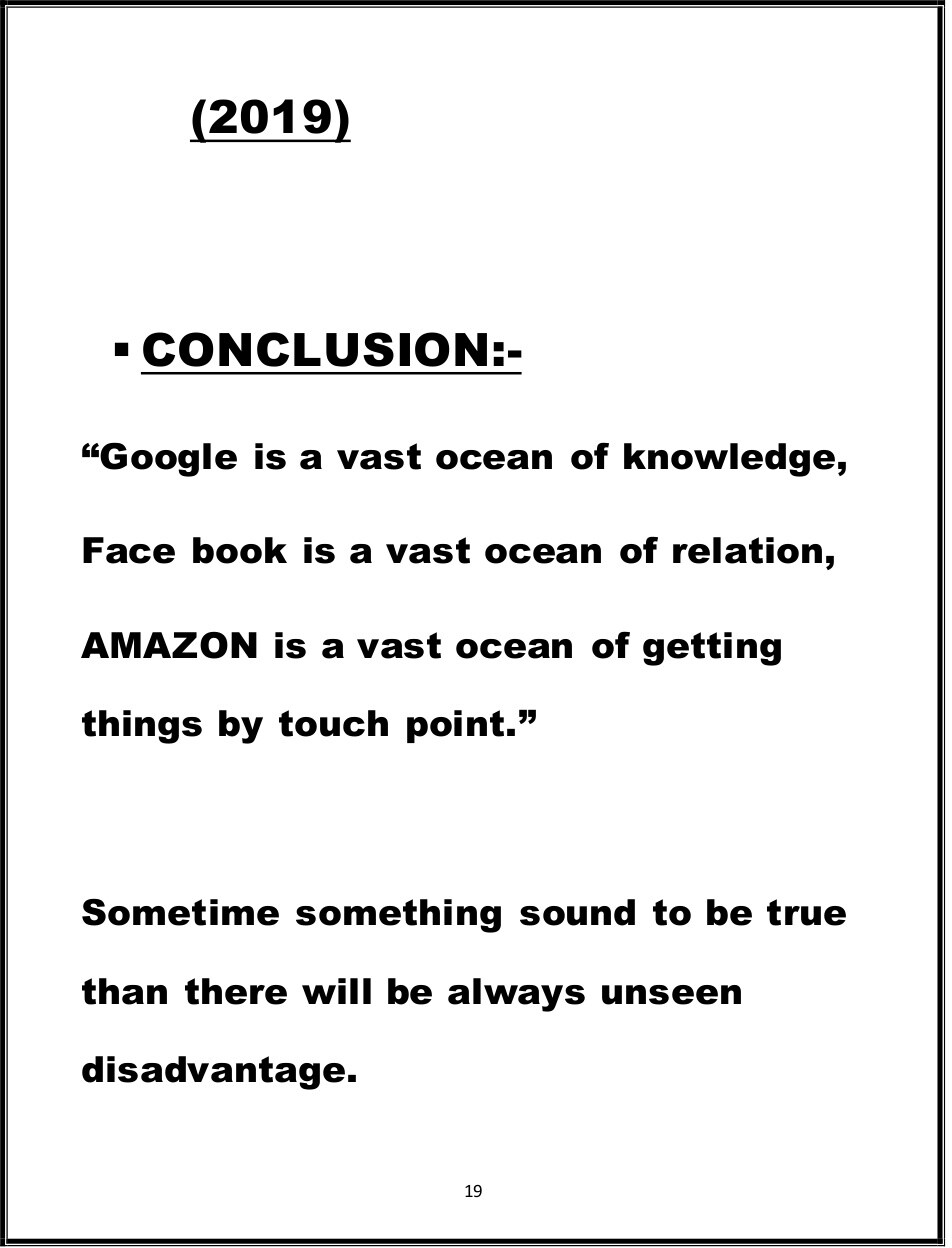 (2019)
▪ CONCLUSION:-
“Google is a vast ocean of knowledge,
Face book is a vast ocean of relation,
AMAZON is a vast ocean of getting
things by touch point.”
Sometime something sound to be true
than there will be always unseen
disadvantage.
19